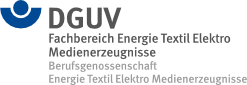 DGUV
Fachbereich Energie Textil Elektro
Medienerzeugnisse
Berufsgenossenschaft
Energie Textil Elektro Medienerzeugnisse